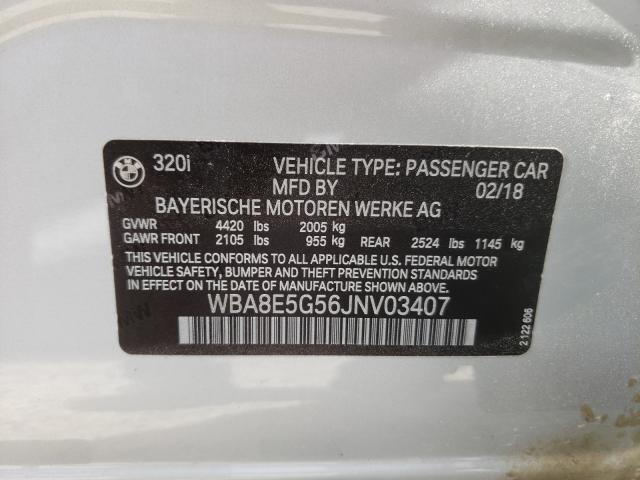 BMW
320i VEHICLE TYPE: PASSENGER CAR
MFD BY 02/18
BAYERISCHE MOTOREN WERKE AG
GVWR 4420 lbs 2005 kg
GAWR FRONT 2105 lbs 955 kg REAR 2524 lbs 1145 kg
THIS VEHICLE CONFORMS TO ALL APPLICABLE U.S. FEDERAL MOTOR
VEHICLE SAFETY, BUMPER, AND THEFT PREVENTION STANDARDS
IN EFFECT ON THE DATE OF MANUFACTURE SHOWN ABOVE.
WBA8E5G56JNV03407
2 122 606